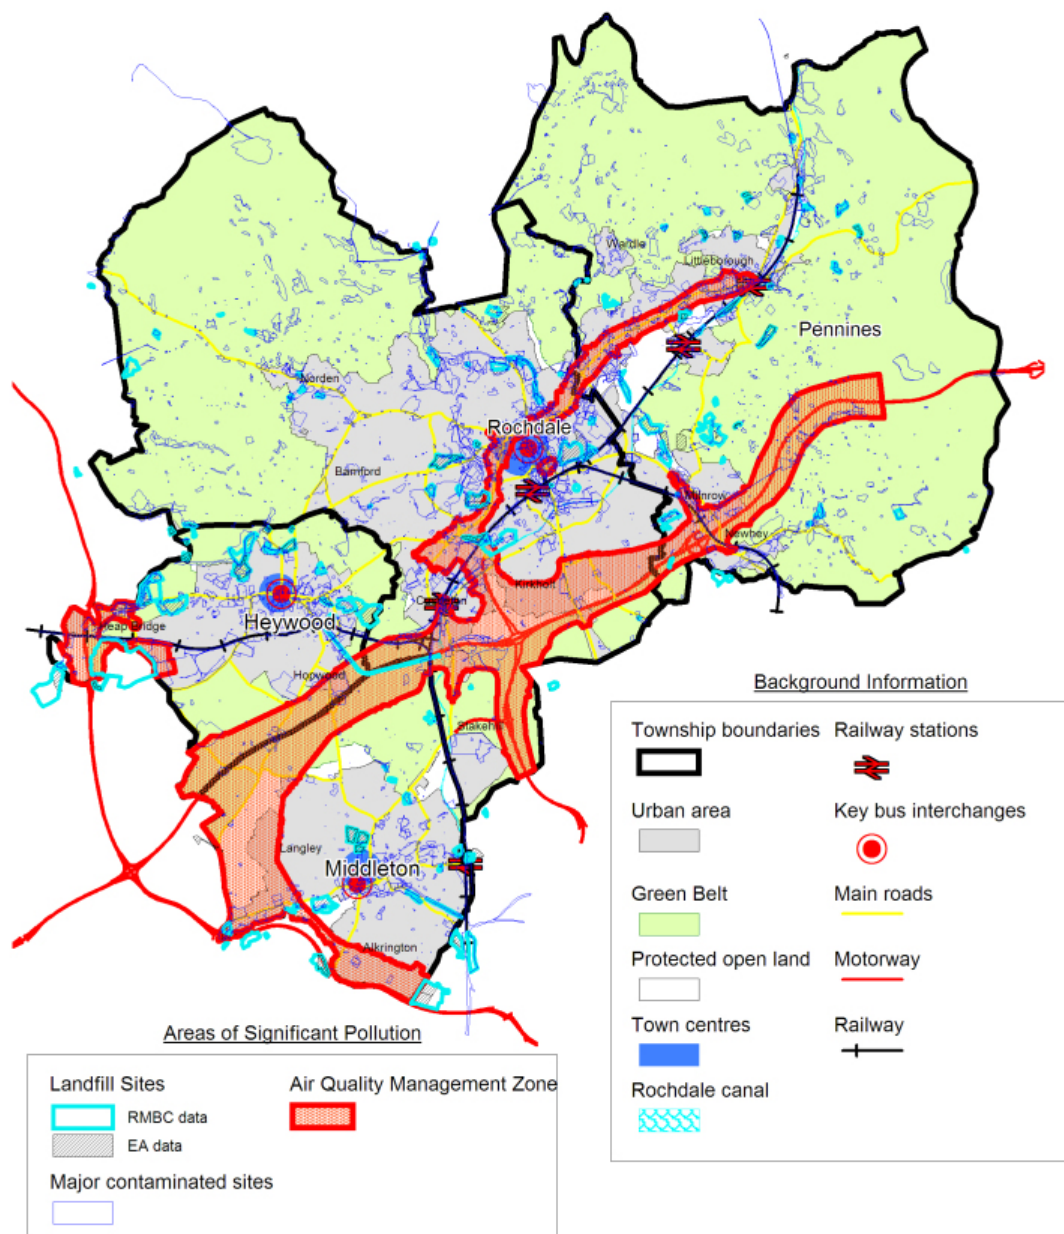 Wardle
Littleborough
Pennines
Norden
Rochdale
Bamford
Milnrow
Newhey
Kirkholt
Castleton
Heap Bridge
Heywood
Hopwood
Stakehill
Langley
Middleton
Alkrington
Background Information
Township boundaries
Railway stations
Urban area
Key bus interchanges
Green Belt
Main roads
Protected open land
Motorway
Town centres
Railway
Rochdale canal
Areas of Significant Pollution
Landfill Sites
Air Quality Management Zone
RMBC data
EA data
Major contaminated sites